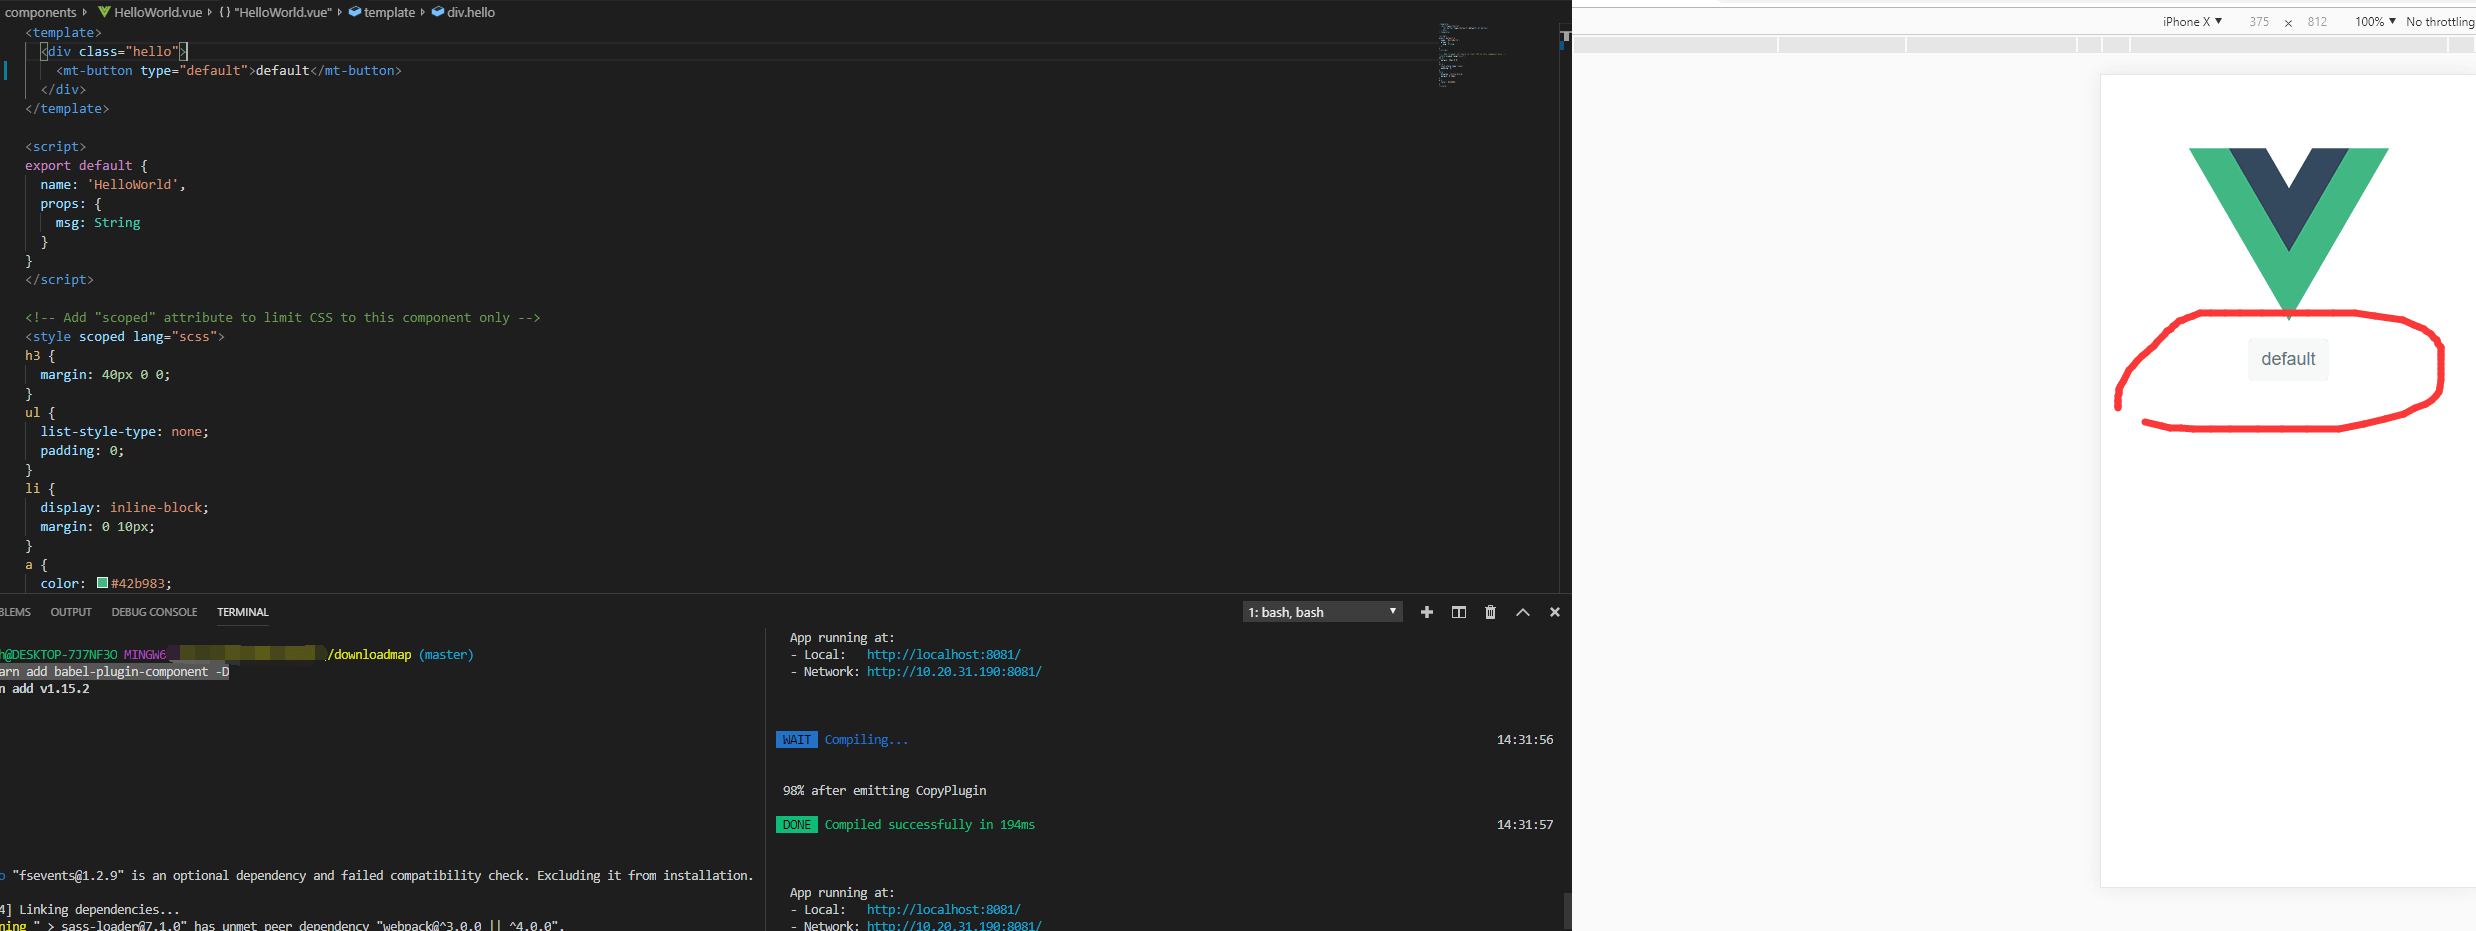 components › HelloWorld.vue › {} "HelloWorld.vue" › template › div.hello
<template>
<div class="hello">
<mt-button type="default">default</mt-button>
</div>
</template>
<script>
export default {
name: 'HelloWorld',
props: {
msg: String
}
}
</script>
<!-- Add "scoped" attribute to limit CSS to this component only -->
<style scoped lang="scss">
h3 {
margin: 40px 0 0;
}
ul {
list-style-type: none;
padding: 0;
}
li {
display: inline-block;
margin: 0 10px;
}
a {
color: #42b983;
BLEMS OUTPUT DEBUG CONSOLE TERMINAL
1: bash, bash
h@DESKTOP-7J7NF3O MINGW6 /downloadmap (master)
arn add babel-plugin-component -D
n add v1.15.2
o "fsevents@1.2.9" is an optional dependency and failed compatibility check. Excluding it from installation.
4] Linking dependencies...
ning " > sass-loader@7.1.0" has unmet peer dependency "webpack@^3.0.0 || ^4.0.0".
App running at:
- Local: http://localhost:8081/
- Network: http://10.20.31.190:8081/
WAIT Compiling... 14:31:56
98% after emitting CopyPlugin
DONE Compiled successfully in 194ms 14:31:57
App running at:
- Local: http://localhost:8081/
- Network: http://10.20.31.190:8081/
iPhone X ▼ 375 × 812 100% ▼ No throttling
default